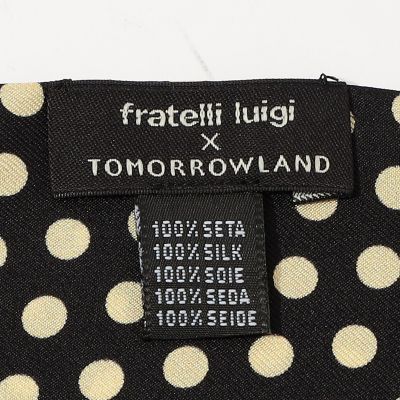 fratelli luigi
X
TOMORROWLAND
100% SETA
100% SILK
100% SOIE
100% SEDA
100% SEIDE